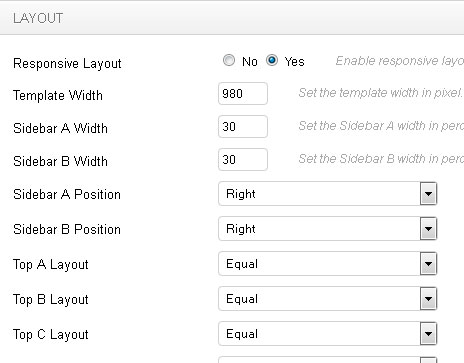 LAYOUT
Responsive Layout No Yes Enable responsive layo
Template Width 980 Set the template width in pixel.
Sidebar A Width 30 Set the Sidebar A width in perc
Sidebar B Width 30 Set the Sidebar B width in perc
Sidebar A Position Right
Sidebar B Position Right
Top A Layout Equal
Top B Layout Equal
Top C Layout Equal